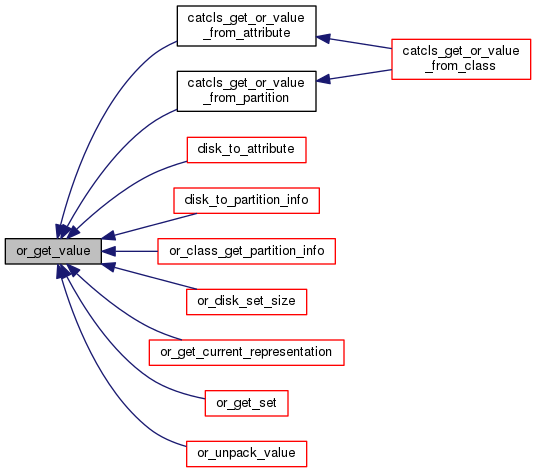 catcls_get_or_value
_from_attribute
catcls_get_or_value
_from_class
catcls_get_or_value
_from_partition
disk_to_attribute
disk_to_partition_info
or_get_value
or_class_get_partition_info
or_disk_set_size
or_get_current_representation
or_get_set
or_unpack_value